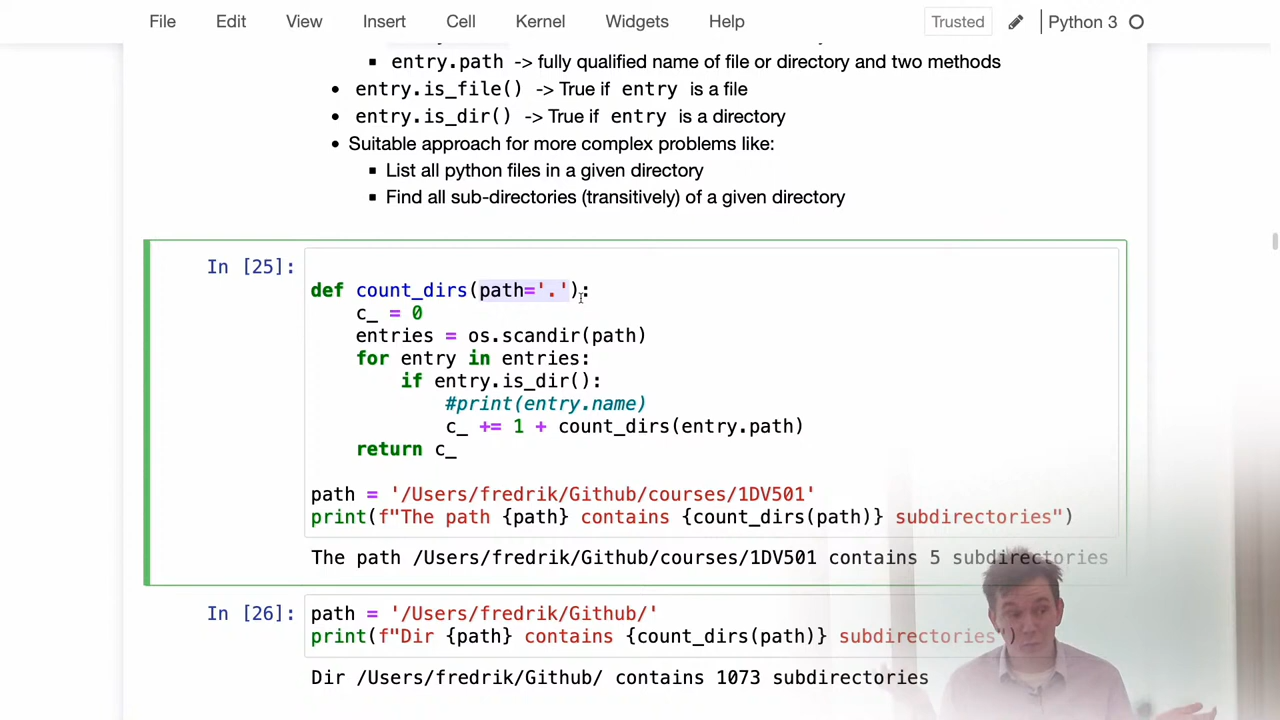 File Edit View Insert Cell Kernel Widgets Help Trusted Python 3
entry.path -> fully qualified name of file or directory and two methods
entry.is_file() -> True if entry is a file
entry.is_dir() -> True if entry is a directory
Suitable approach for more complex problems like:
List all python files in a given directory
Find all sub-directories (transitively) of a given directory
In [25]:
def count_dirs(path='.'):
c_ = 0
entries = os.scandir(path)
for entry in entries:
if entry.is_dir():
#print(entry.name)
c_ += 1 + count_dirs(entry.path)
return c_
path = '/Users/fredrik/Github/courses/1DV501'
print(f"The path {path} contains {count_dirs(path)} subdirectories")
The path /Users/fredrik/Github/courses/1DV501 contains 5 subdirectories
In [26]: path = '/Users/fredrik/Github/'
print(f"Dir {path} contains {count_dirs(path)} subdirectories")
Dir /Users/fredrik/Github/ contains 1073 subdirectories